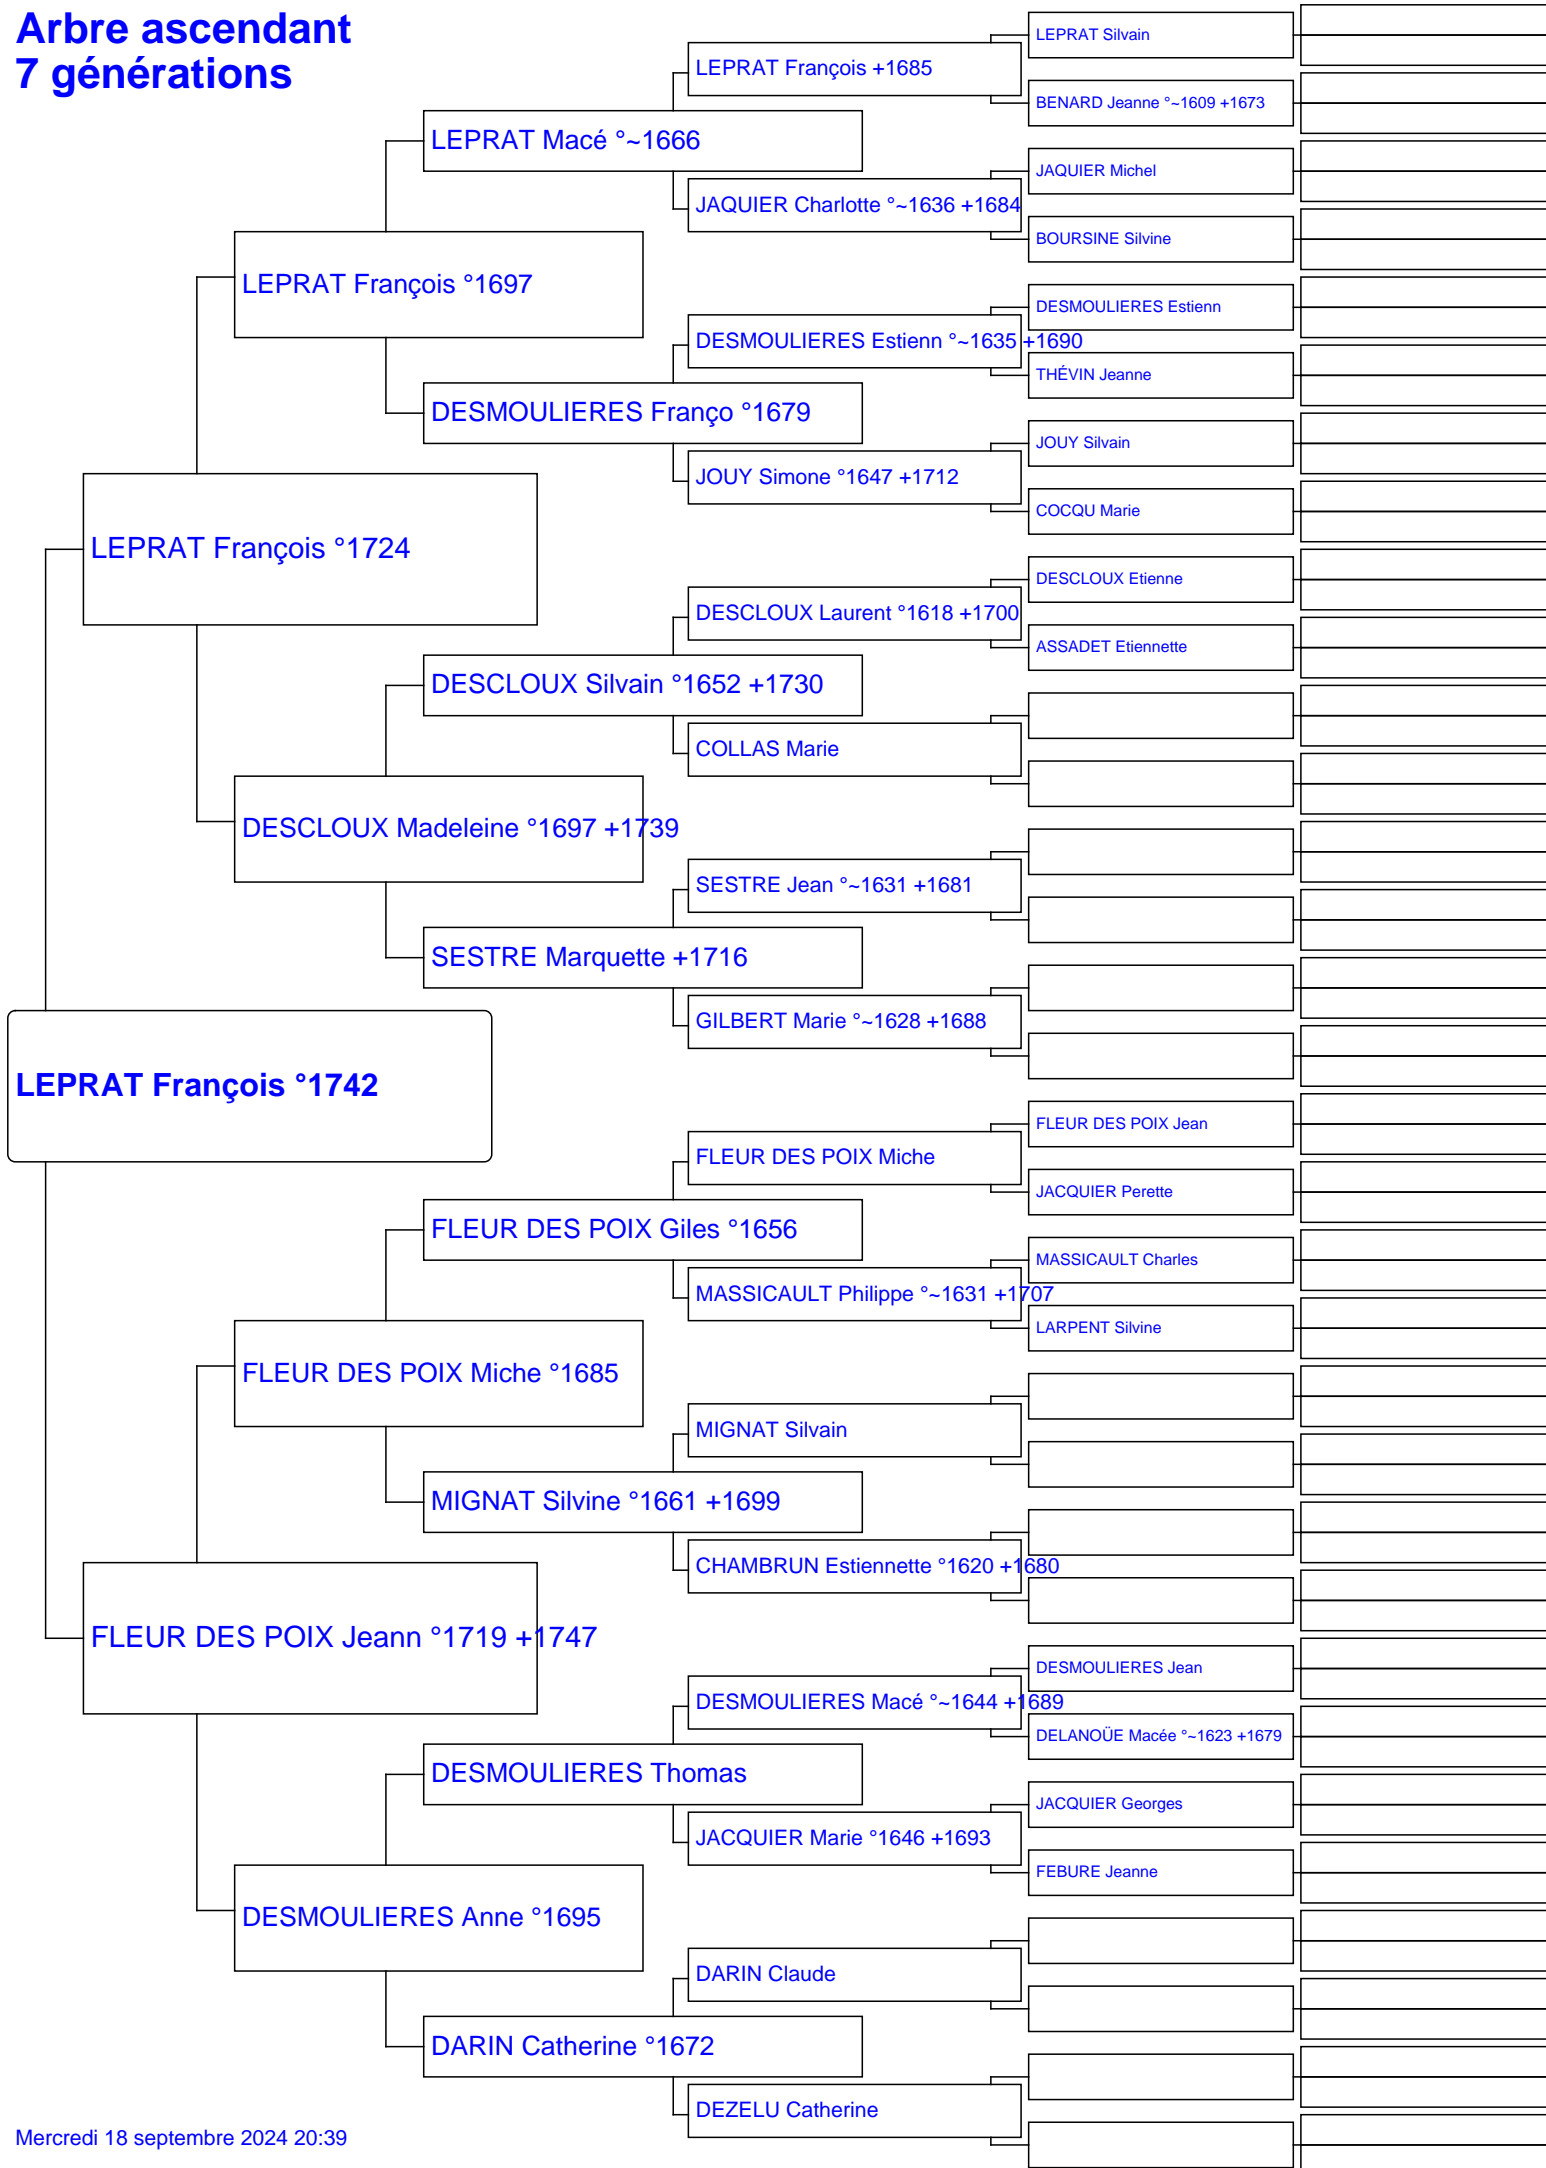 Arbre ascendant
7 générations
LEPRAT François °1742
LEPRAT François °1724
FLEUR DES POIX Jeann °1719 +1747
LEPRAT François °1697
DESCLOUX Madeleine °1697 +1739
FLEUR DES POIX Miche °1685
DESMOULIERES Anne °1695
LEPRAT Macé °~1666
DESMOULIERES Franço °1679
DESCLOUX Silvain °1652 +1730
SESTRE Marquette +1716
FLEUR DES POIX Giles °1656
MIGNAT Silvine °1661 +1699
DESMOULIERES Thomas
DARIN Catherine °1672
LEPRAT François +1685
JAQUIER Charlotte °~1636 +1684
DESMOULIERES Estienn °~1635 +1690
JOUY Simone °1647 +1712
DESCLOUX Laurent °1618 +1700
COLLAS Marie
SESTRE Jean °~1631 +1681
GILBERT Marie °~1628 +1688
FLEUR DES POIX Miche
MASSICAULT Philippe °~1631 +1707
MIGNAT Silvain
CHAMBRUN Estiennette °1620 +1680
DESMOULIERES Macé °~1644 +1689
JACQUIER Marie °1646 +1693
DARIN Claude
DEZELU Catherine
LEPRAT Silvain
BENARD Jeanne °~1609 +1673
JAQUIER Michel
BOURSINE Silvine
DESMOULIERES Estienn
THÉVIN Jeanne
JOUY Silvain
COCQU Marie
DESCLOUX Etienne
ASSADET Etiennette
FLEUR DES POIX Jean
JACQUIER Perette
MASSICAULT Charles
LARPENT Silvine
DESMOULIERES Jean
DELANOÜE Macée °~1623 +1679
JACQUIER Georges
FEBURE Jeanne
Mercredi 18 septembre 2024 20:39